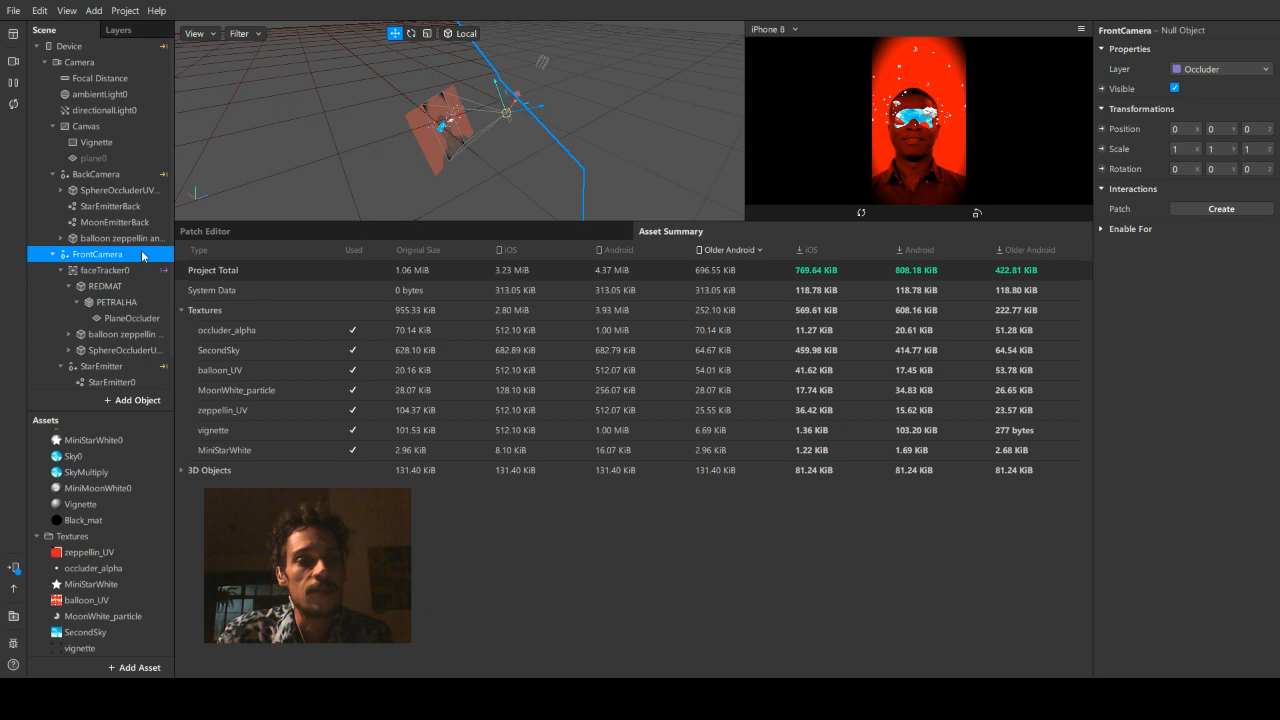 File Edit View Add Project Help
Scene Layers
Device
Camera
Focal Distance
ambientLight0
directionalLight0
Canvas
Vignette
plane0
BackCamera
SphereOccluderUV...
StarEmitterBack
MoonEmitterBack
balloon zeppellin an...
FrontCamera
faceTracker0
REDMAT
PETRALHA
PlaneOccluder
balloon zeppellin ...
SphereOccluderU...
StarEmitter
StarEmitter0
+ Add Object
Assets
MiniStarWhite0
Sky0
SkyMultiply
MiniMoonWhite0
Vignette
Black_mat
Textures
zeppellin_UV
occluder_alpha
MiniStarWhite
balloon_UV
MoonWhite_particle
SecondSky
vignette
+ Add Asset
View Filter Local
iPhone 8
Patch Editor Asset Summary
Type Used Original Size iOS Android Older Android iOS Android Older Android
Project Total 1.06 MiB 3.23 MiB 4.37 MiB 696.55 KiB 769.64 KiB 808.18 KiB 422.81 KiB
System Data 0 bytes 313.05 KiB 313.05 KiB 313.05 KiB 118.78 KiB 118.78 KiB 118.80 KiB
Textures 955.33 KiB 2.80 MiB 3.93 MiB 252.10 KiB 569.61 KiB 608.16 KiB 222.77 KiB
occluder_alpha 70.14 KiB 512.10 KiB 1.00 MiB 70.14 KiB 11.27 KiB 20.61 KiB 51.28 KiB
SecondSky 628.10 KiB 682.89 KiB 682.79 KiB 64.67 KiB 459.98 KiB 414.77 KiB 64.54 KiB
balloon_UV 20.16 KiB 512.10 KiB 512.07 KiB 54.01 KiB 41.62 KiB 17.45 KiB 53.78 KiB
MoonWhite_particle 28.07 KiB 128.10 KiB 256.07 KiB 28.07 KiB 17.74 KiB 34.83 KiB 26.65 KiB
zeppellin_UV 104.37 KiB 512.10 KiB 512.07 KiB 25.55 KiB 36.42 KiB 15.62 KiB 23.57 KiB
vignette 101.53 KiB 512.10 KiB 1.00 MiB 6.69 KiB 1.36 KiB 103.20 KiB 277 bytes
MiniStarWhite 2.96 KiB 8.10 KiB 16.07 KiB 2.96 KiB 1.22 KiB 1.69 KiB 2.68 KiB
3D Objects 131.40 KiB 131.40 KiB 131.40 KiB 131.40 KiB 81.24 KiB 81.24 KiB 81.24 KiB
FrontCamera – Null Object
Properties
Layer Occluder
Visible
Transformations
Position 0 X 0 Y 0 Z
Scale 1 X 1 Y 1 Z
Rotation 0 X 0 Y 0 Z
Interactions
Patch Create
Enable For